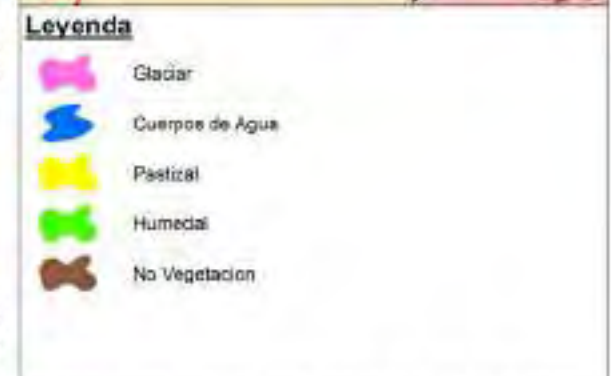 Leyenda
Glaciar
Cuerpos de Agua
Pastizal
Humedal
No Vegetacion